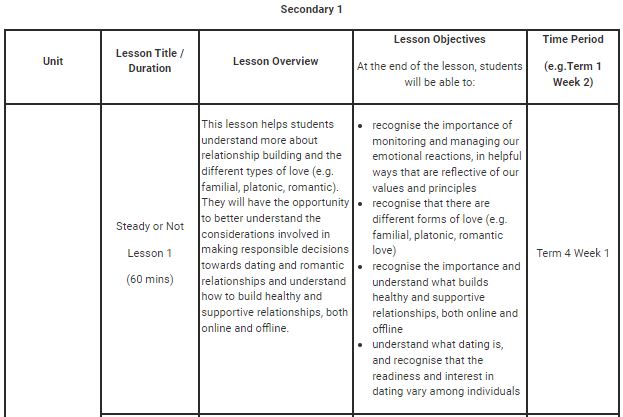 Secondary 1
Unit
Lesson Title /
Duration
Lesson Overview
Lesson Objectives
At the end of the lesson, students
will be able to:
Time Period
(e.g.Term 1
Week 2)
Steady or Not
Lesson 1
(60 mins)
This lesson helps students
understand more about
relationship building and the
different types of love (e.g.
familial, platonic, romantic).
They will have the opportunity
to better understand the
considerations involved in
making responsible decisions
towards dating and romantic
relationships and understand
how to build healthy and
supportive relationships, both
online and offline.
• recognise the importance of
monitoring and managing our
emotional reactions, in helpful
ways that are reflective of our
values and principles
• recognise that there are
different forms of love (e.g.
familial, platonic, romantic
love)
• recognise the importance and
understand what builds
healthy and supportive
relationships, both online and
offline
• understand what dating is,
and recognise that the
readiness and interest in
dating vary among individuals
Term 4 Week 1